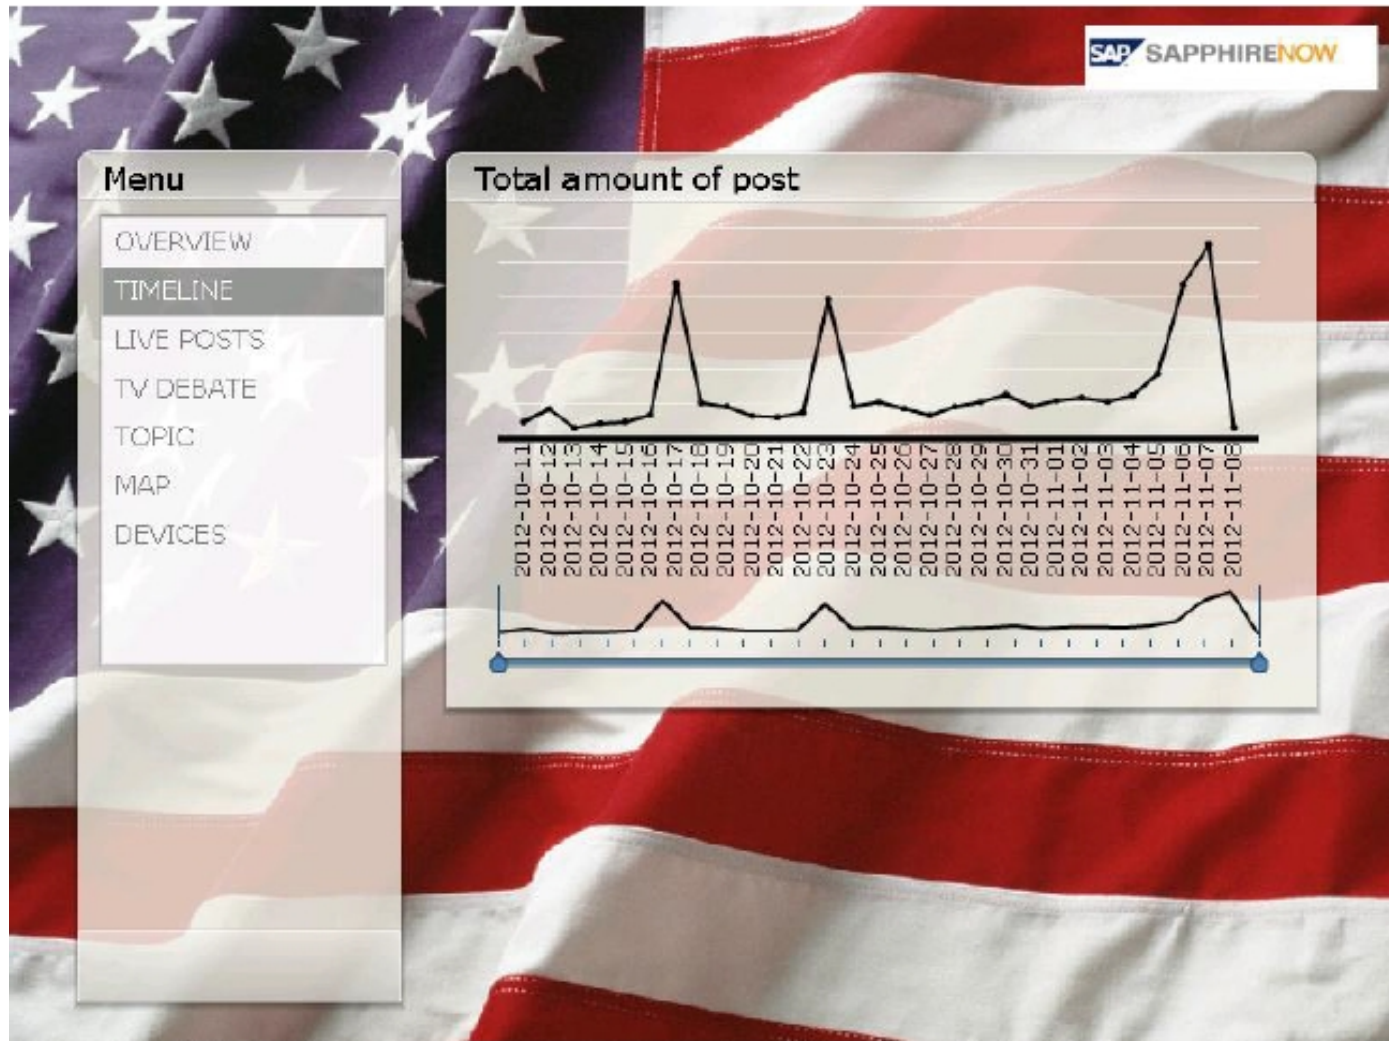 SAP SAPPHIRENOW
Menu
OVERVIEW
TIMELINE
LIVE POSTS
TV DEBATE
TOPIC
MAP
DEVICES
Total amount of post
2012-10-11
2012-10-12
2012-10-13
2012-10-14
2012-10-15
2012-10-16
2012-10-17
2012-10-18
2012-10-19
2012-10-20
2012-10-21
2012-10-22
2012-10-23
2012-10-24
2012-10-25
2012-10-26
2012-10-27
2012-10-28
2012-10-29
2012-10-30
2012-10-31
2012-11-01
2012-11-02
2012-11-03
2012-11-04
2012-11-05
2012-11-06
2012-11-07
2012-11-08